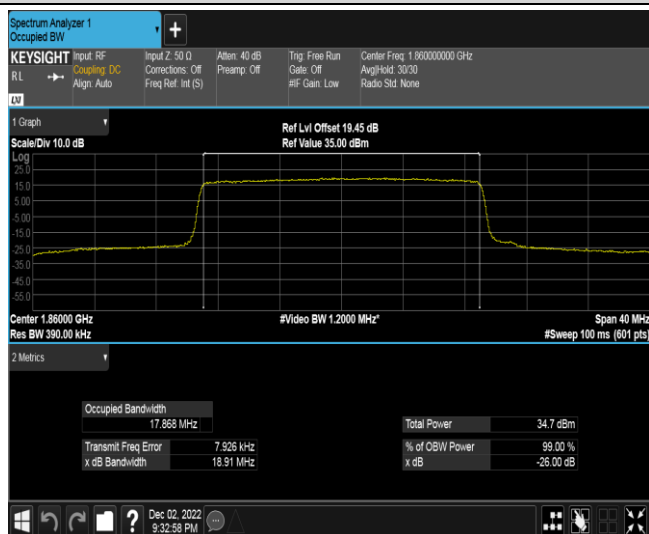 Spectrum Analyzer 1
Occupied BW
+
KEYSIGHT
RL
LXI
Input: RF
Coupling: DC
Align: Auto
Input Z: 50 Ω
Corrections: Off
Freq Ref: Int (S)
Atten: 40 dB
Preamp: Off
Trig: Free Run
Gate: Off
#IF Gain: Low
Center Freq: 1.860000000 GHz
Avg|Hold: 30/30
Radio Std: None
1 Graph
Scale/Div 10.0 dB
Ref Lvl Offset 19.45 dB
Ref Value 35.00 dBm
Log
25.0
15.0
5.00
-5.00
-15.0
-25.0
-35.0
-45.0
-55.0
Center 1.86000 GHz
#Video BW 1.2000 MHz*
Span 40 MHz
Res BW 390.00 kHz
#Sweep 100 ms (601 pts)
2 Metrics
Occupied Bandwidth
17.868 MHz
Total Power 34.7 dBm
Transmit Freq Error 7.926 kHz
% of OBW Power 99.00 %
x dB Bandwidth 18.91 MHz
x dB -26.00 dB
?
Dec 02, 2022
9:32:58 PM